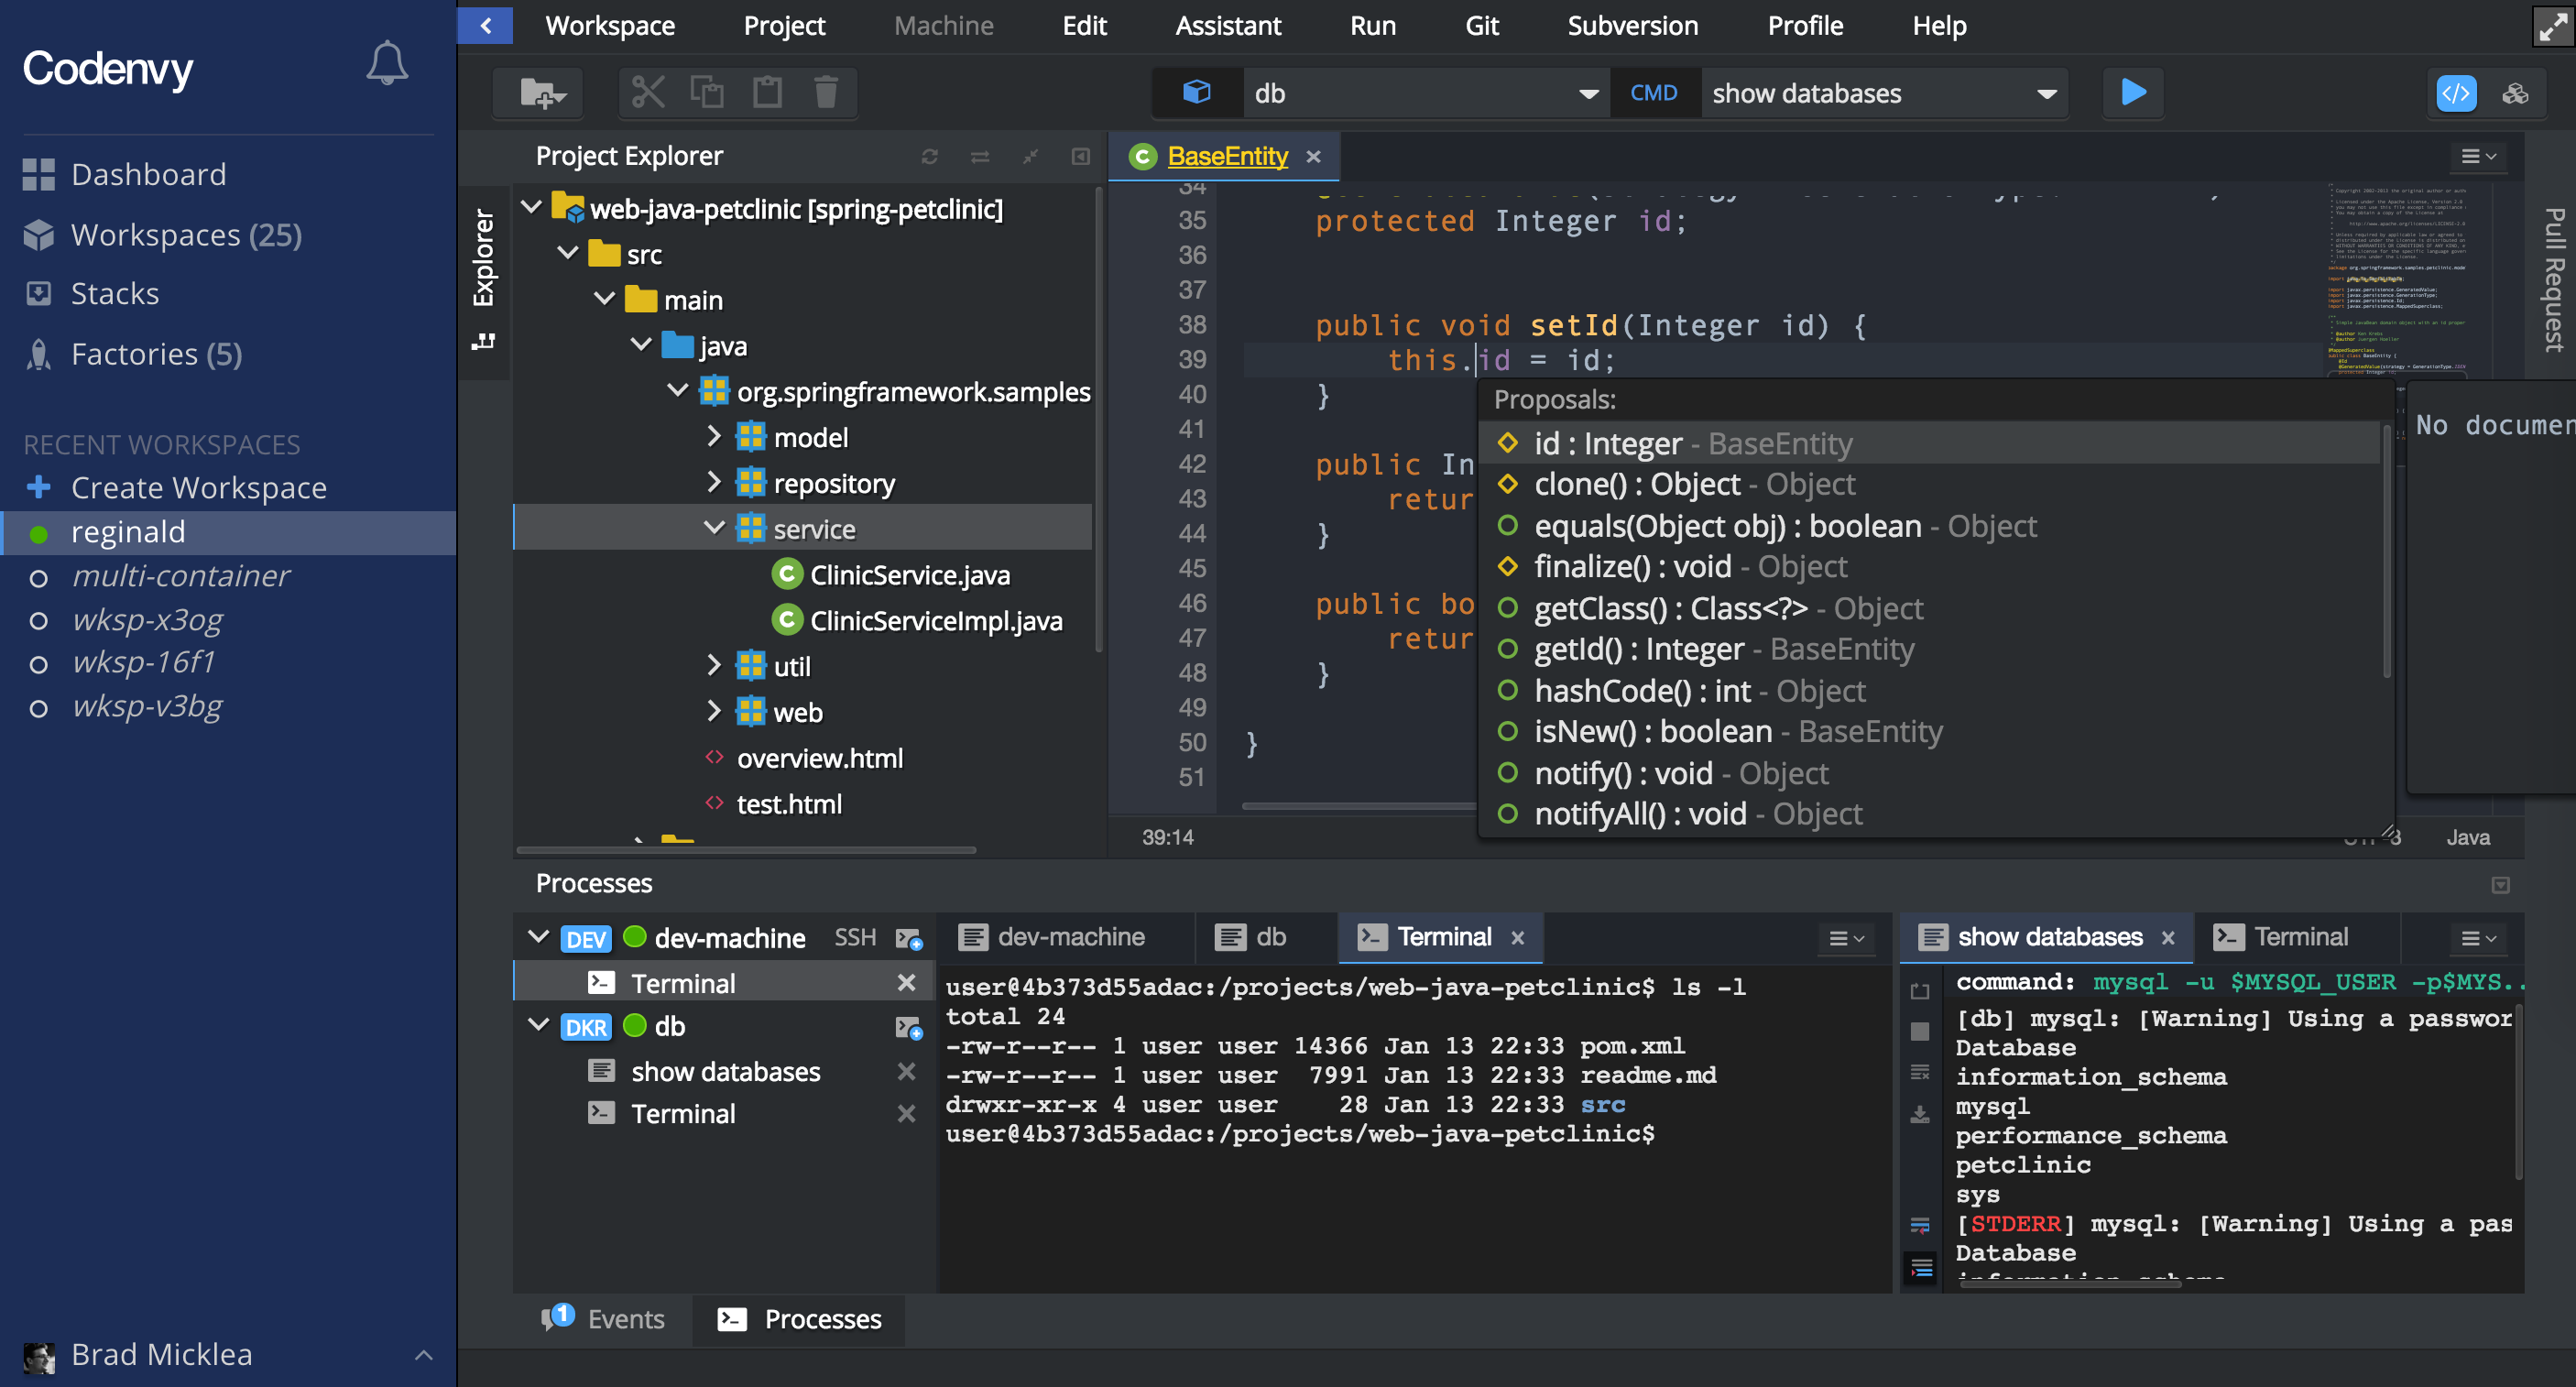 Codenvy
Dashboard
Workspaces (25)
Stacks
Factories (5)
RECENT WORKSPACES
Create Workspace
reginald
multi-container
wksp-x3og
wksp-16f1
wksp-v3bg
Brad Micklea
Workspace Project Machine Edit Assistant Run Git Subversion Profile Help
db CMD show databases
Explorer
Project Explorer
web-java-petclinic [spring-petclinic]
src
main
java
org.springframework.samples
model
repository
service
ClinicService.java
ClinicServiceImpl.java
util
web
overview.html
test.html
BaseEntity
34
35 protected Integer id;
36
37
38 public void setId(Integer id) {
39 this.id = id;
40 }
41
42 public In
43 retur
44 }
45
46 public bo
47 retur
48 }
49
50 }
51
Proposals:
id : Integer - BaseEntity
clone() : Object - Object
equals(Object obj) : boolean - Object
finalize() : void - Object
getClass() : Class<?> - Object
getId() : Integer - BaseEntity
hashCode() : int - Object
isNew() : boolean - BaseEntity
notify() : void - Object
notifyAll() : void - Object
No documen
Pull Request
39:14 Java
Processes
DEV dev-machine SSH
Terminal
DKR db
show databases
Terminal
dev-machine db Terminal
user@4b373d55adac:/projects/web-java-petclinic$ ls -l
total 24
-rw-r--r-- 1 user user 14366 Jan 13 22:33 pom.xml
-rw-r--r-- 1 user user 7991 Jan 13 22:33 readme.md
drwxr-xr-x 4 user user 28 Jan 13 22:33 src
user@4b373d55adac:/projects/web-java-petclinic$
show databases Terminal
command: mysql -u $MYSQL_USER -p$MYS..
[db] mysql: [Warning] Using a passwor
Database
information_schema
mysql
performance_schema
petclinic
sys
[STDERR] mysql: [Warning] Using a pas
Database
1 Events Processes